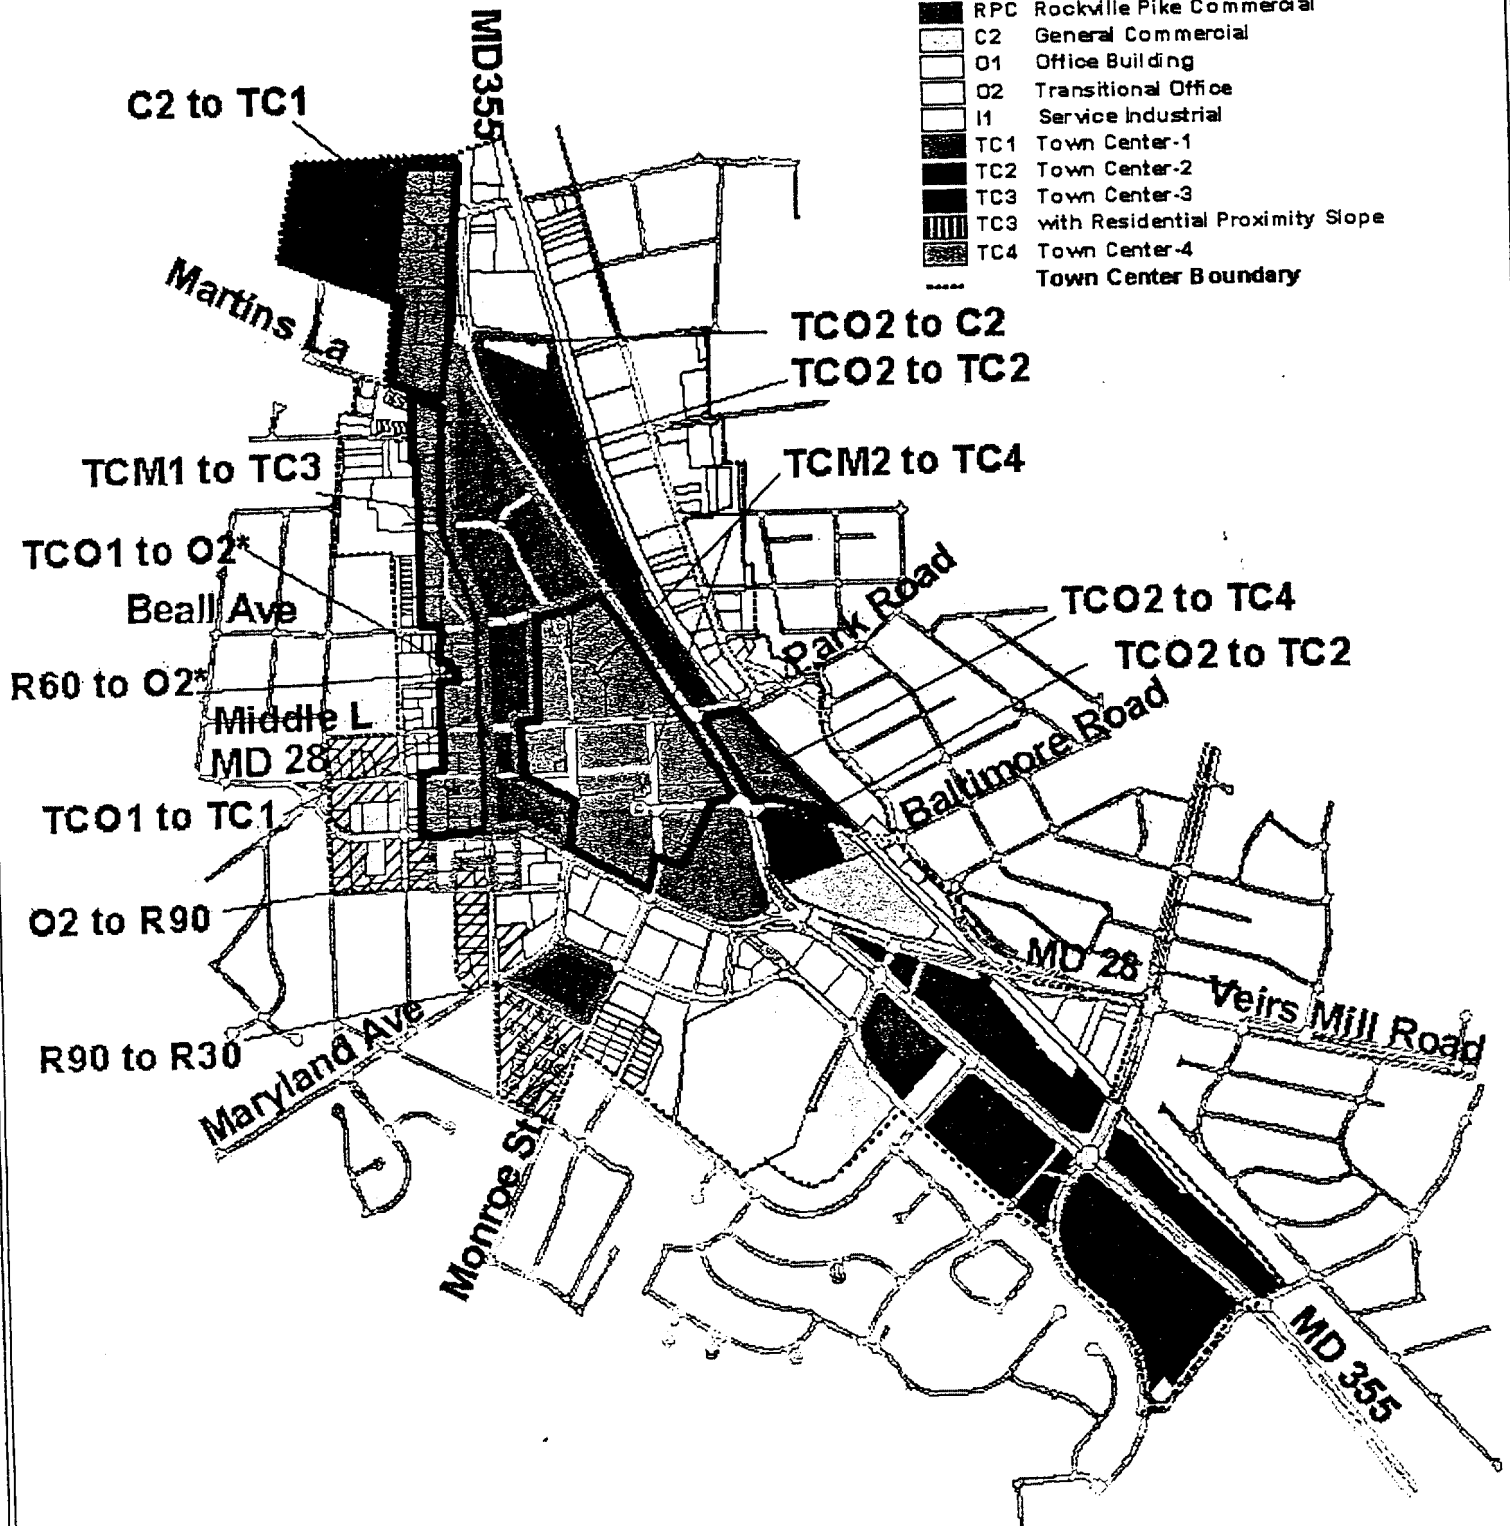 RPC Rockville Pike Commercial
C2 General Commercial
O1 Office Building
O2 Transitional Office
I1 Service Industrial
TC1 Town Center-1
TC2 Town Center-2
TC3 Town Center-3
TC3 with Residential Proximity Slope
TC4 Town Center-4
Town Center Boundary
MD355
C2 to TC1
Martins La
TCO2 to C2
TCO2 to TC2
TCM1 to TC3
TCM2 to TC4
TCO1 to O2*
Beall Ave
Park Road
TCO2 to TC4
TCO2 to TC2
R60 to O2*
Middle L
MD 28
Baltimore Road
TCO1 to TC1
O2 to R90
MD 28
Veirs Mill Road
R90 to R30
Maryland Ave
Monroe St
MD 355